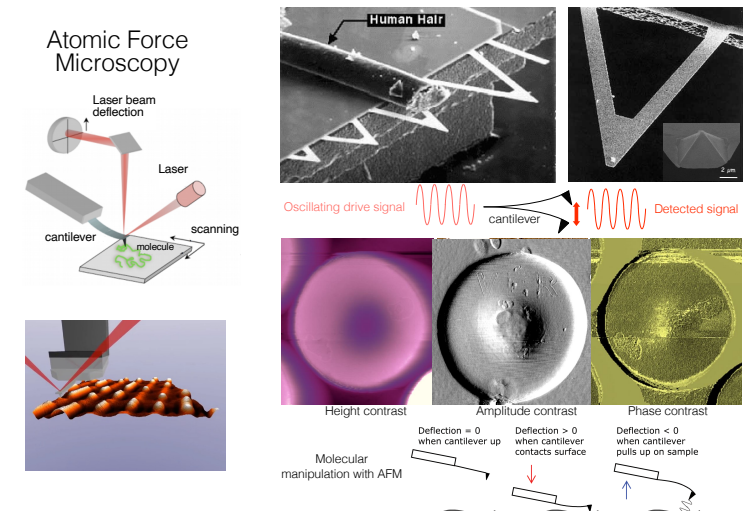 Atomic Force
Microscopy
Laser beam
deflection
Laser
scanning
cantilever
molecule
Human Hair
2 µm
Oscillating drive signal
cantilever
Detected signal
Height contrast
Amplitude contrast
Phase contrast
Molecular
manipulation with AFM
Deflection = 0
when cantilever up
Deflection > 0
when cantilever
contacts surface
Deflection < 0
when cantilever
pulls up on sample